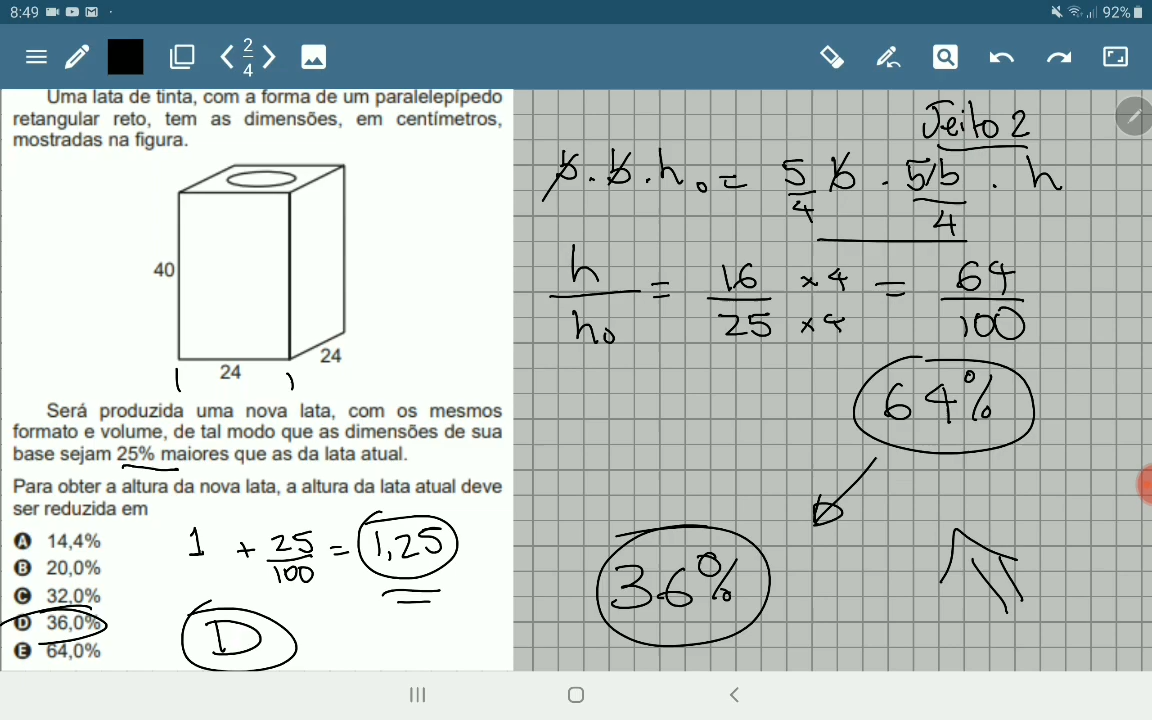 8:49
92%
2
4
Uma lata de tinta, com a forma de um paralelepípedo
retangular reto, tem as dimensões, em centímetros,
mostradas na figura.
40
24
24
Será produzida uma nova lata, com os mesmos
formato e volume, de tal modo que as dimensões de sua
base sejam 25% maiores que as da lata atual.
Para obter a altura da nova lata, a altura da lata atual deve
ser reduzida em
A 14,4%
B 20,0%
C 32,0%
D 36,0%
E 64,0%
1 + 25/100 = 1,25
D
Jeito 2
b . b . h₀ = 5/4 b . 5b/4 . h
h/h₀ = 16/25 ×4 ×4 = 64/100
64%
36%